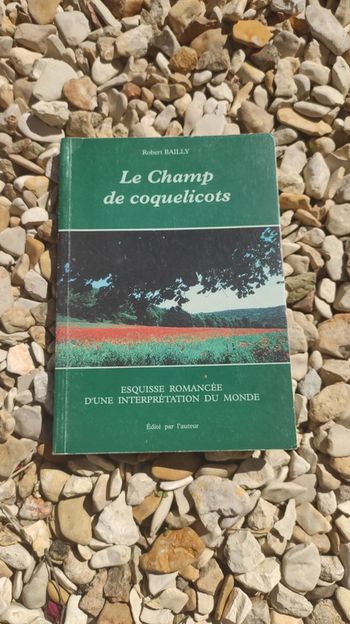 Robert BAILLY
Le Champ
de coquelicots
ESQUISSE ROMANCÉE
D'UNE INTERPRÉTATION DU MONDE
Édité par l'auteur